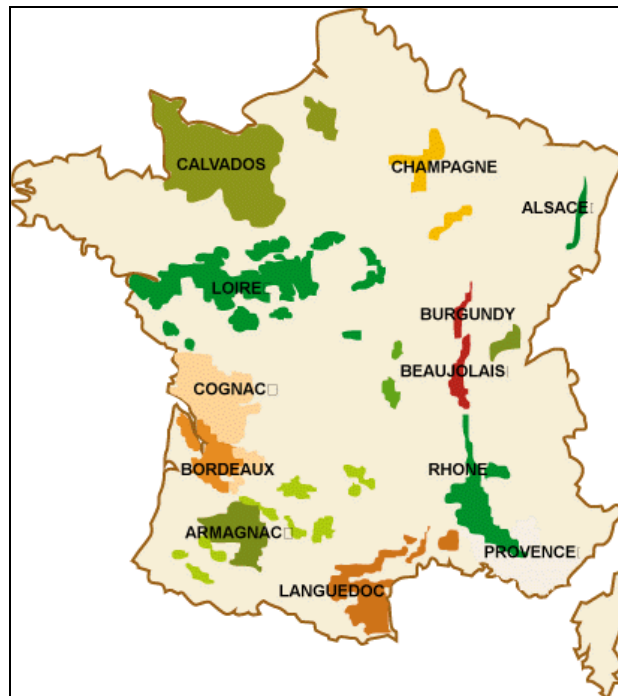 CALVADOS
CHAMPAGNE
ALSACE
LOIRE
BURGUNDY
BEAUJOLAIS
COGNAC
BORDEAUX
RHONE
ARMAGNAC
PROVENCE
LANGUEDOC